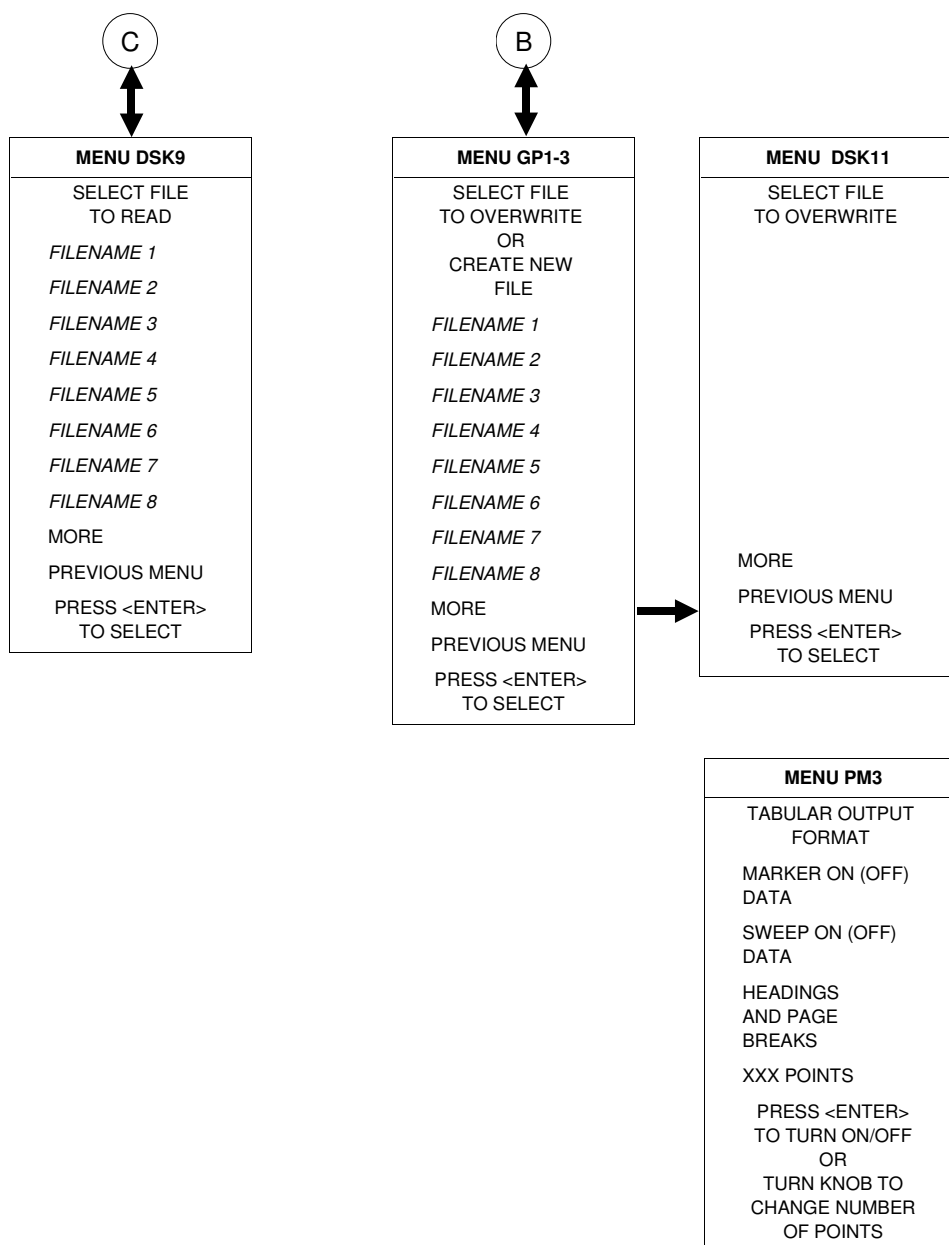 C
MENU DSK9
SELECT FILE
TO READ
FILENAME 1
FILENAME 2
FILENAME 3
FILENAME 4
FILENAME 5
FILENAME 6
FILENAME 7
FILENAME 8
MORE
PREVIOUS MENU
PRESS <ENTER>
TO SELECT
B
MENU GP1-3
SELECT FILE
TO OVERWRITE
OR
CREATE NEW
FILE
FILENAME 1
FILENAME 2
FILENAME 3
FILENAME 4
FILENAME 5
FILENAME 6
FILENAME 7
FILENAME 8
MORE
PREVIOUS MENU
PRESS <ENTER>
TO SELECT
MENU DSK11
SELECT FILE
TO OVERWRITE
MORE
PREVIOUS MENU
PRESS <ENTER>
TO SELECT
MENU PM3
TABULAR OUTPUT
FORMAT
MARKER ON (OFF)
DATA
SWEEP ON (OFF)
DATA
HEADINGS
AND PAGE
BREAKS
XXX POINTS
PRESS <ENTER>
TO TURN ON/OFF
OR
TURN KNOB TO
CHANGE NUMBER
OF POINTS